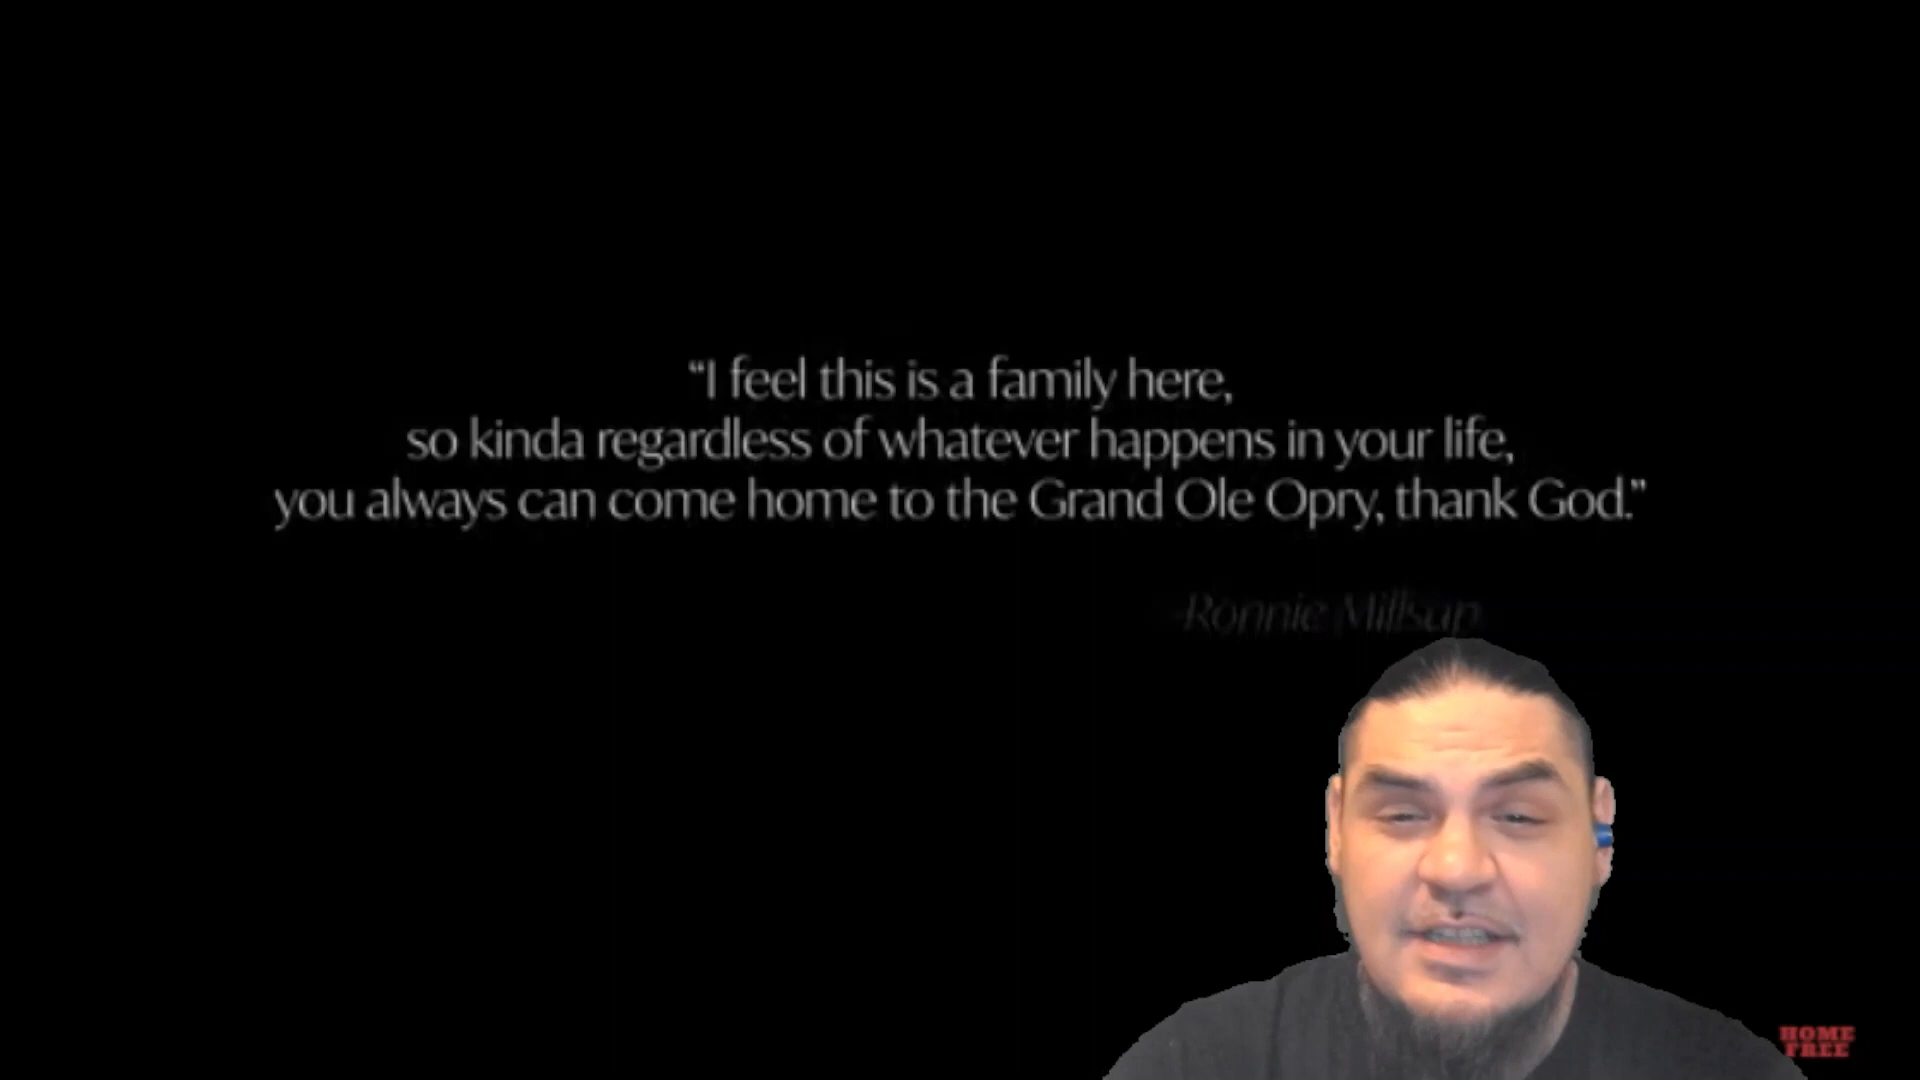 “I feel this is a family here,
so kinda regardless of whatever happens in your life,
you always can come home to the Grand Ole Opry, thank God.”
-Ronnie Millsap
HOME
FREE